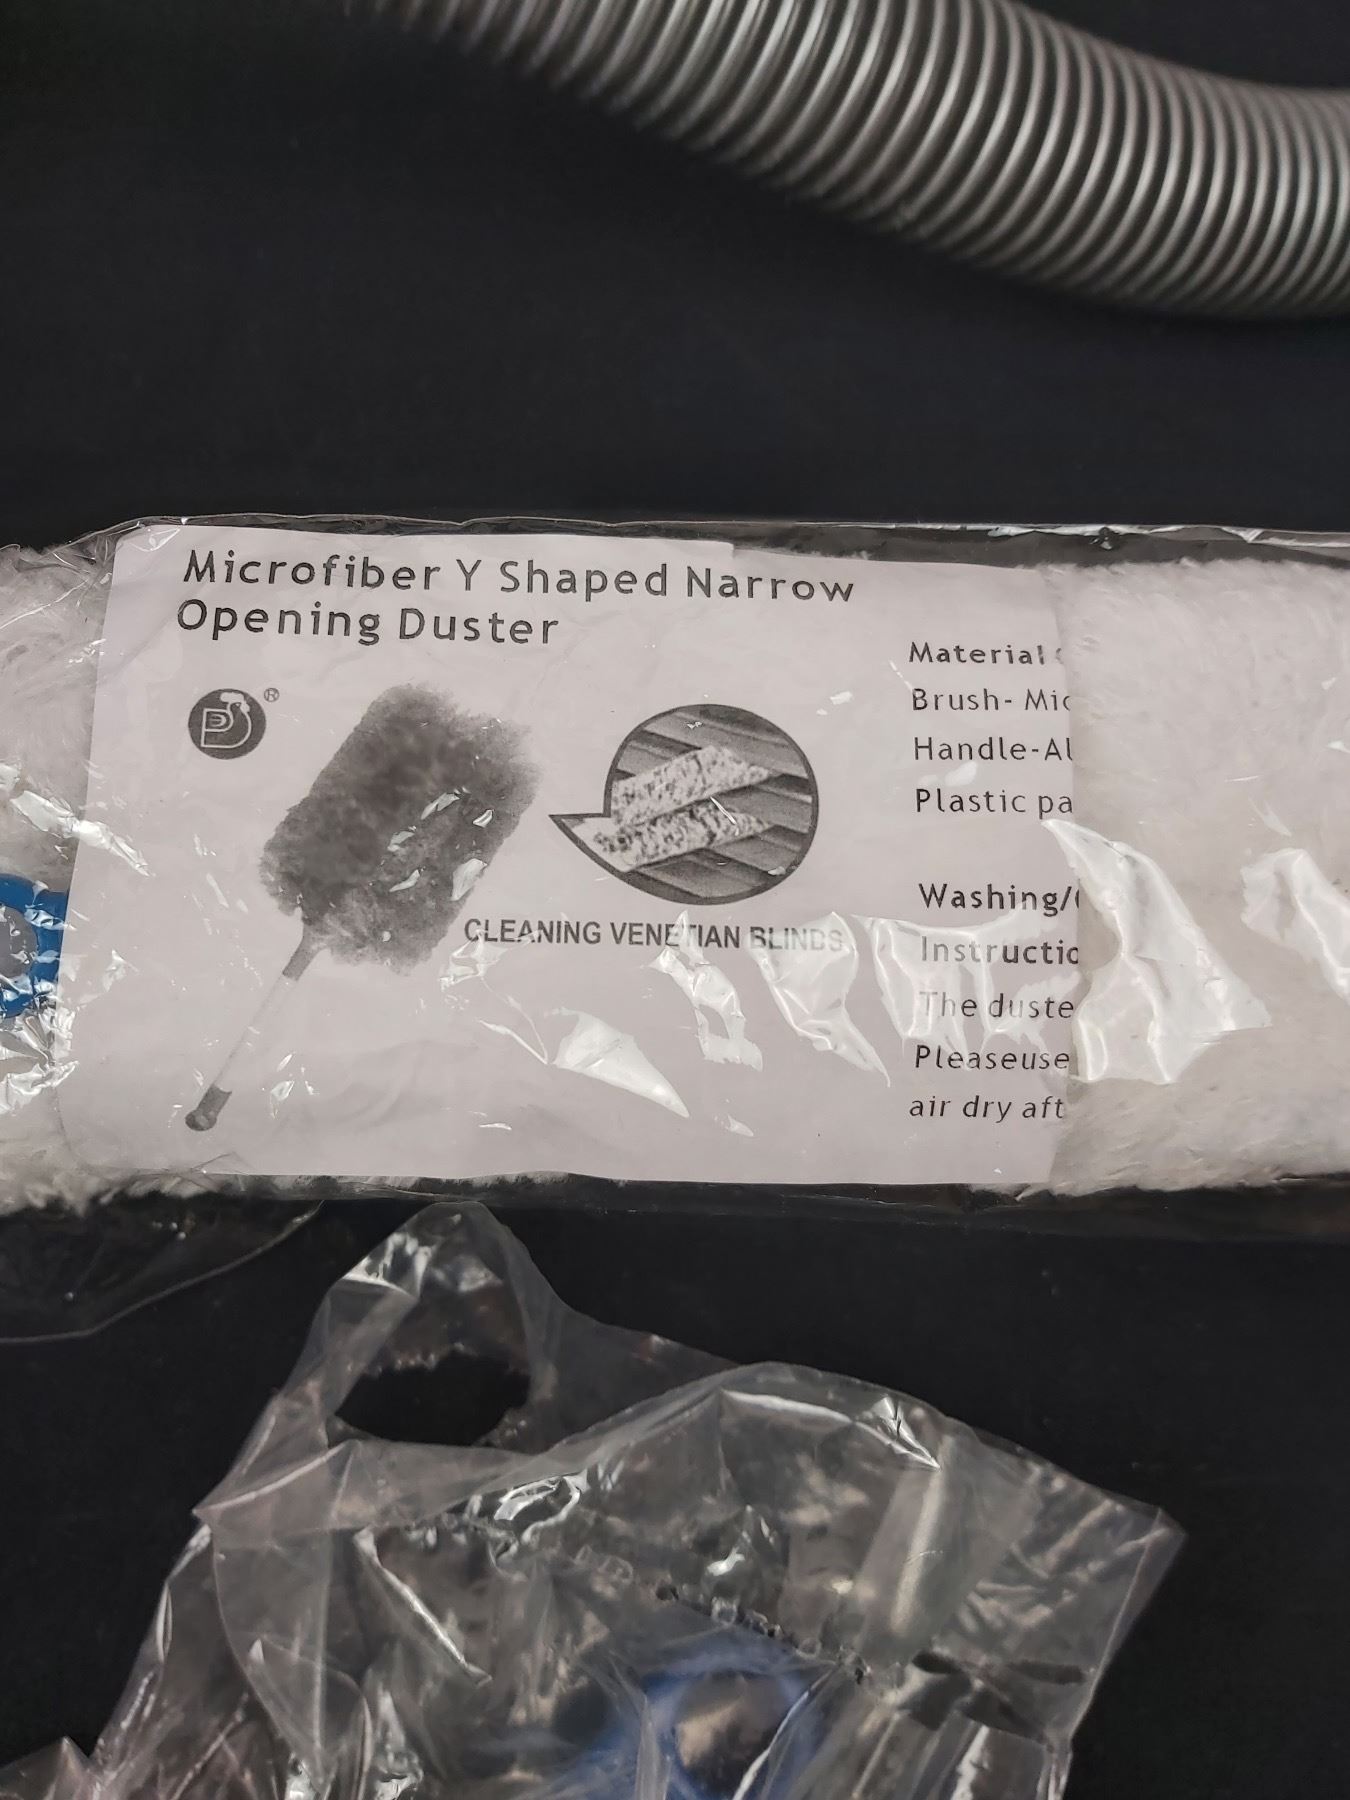 Microfiber Y Shaped Narrow
Opening Duster
®
CLEANING VENETIAN BLINDS
Material
Brush- Mic
Handle-Al
Plastic pa
Washing/
Instructio
The duste
Pleaseuse
air dry aft